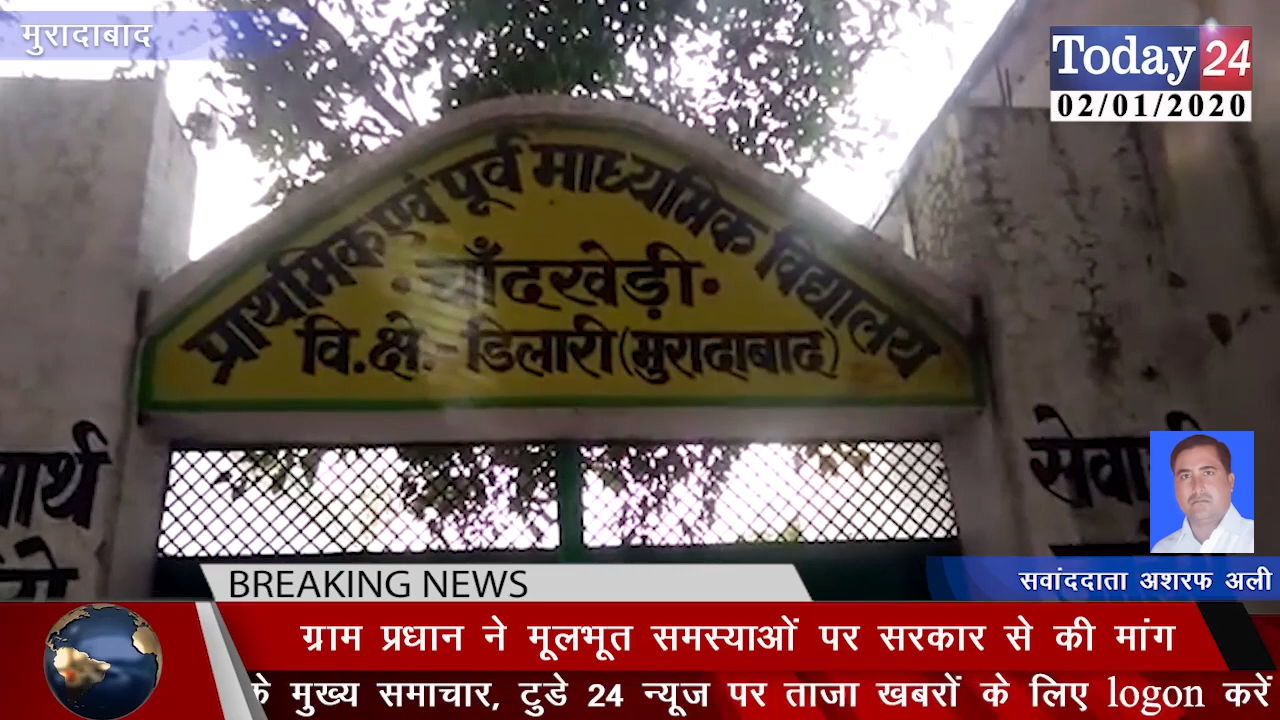 मुरादाबाद
Today 24
02/01/2020
प्राथमिक एवं पूर्व माध्यमिक विद्यालय
चाँदखेड़ी
वि.क्षे.- डिलारी (मुरादाबाद)
सवांददाता अशरफ अली
BREAKING NEWS
ग्राम प्रधान ने मूलभूत समस्याओं पर सरकार से की मांग
के मुख्य समाचार, टुडे 24 न्यूज पर ताजा खबरों के लिए logon करें